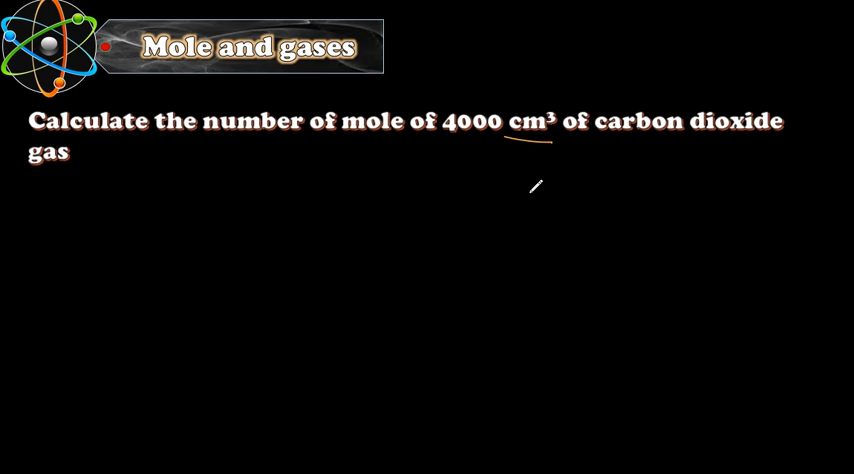 Mole and gases
Calculate the number of mole of 4000 cm³ of carbon dioxide
gas